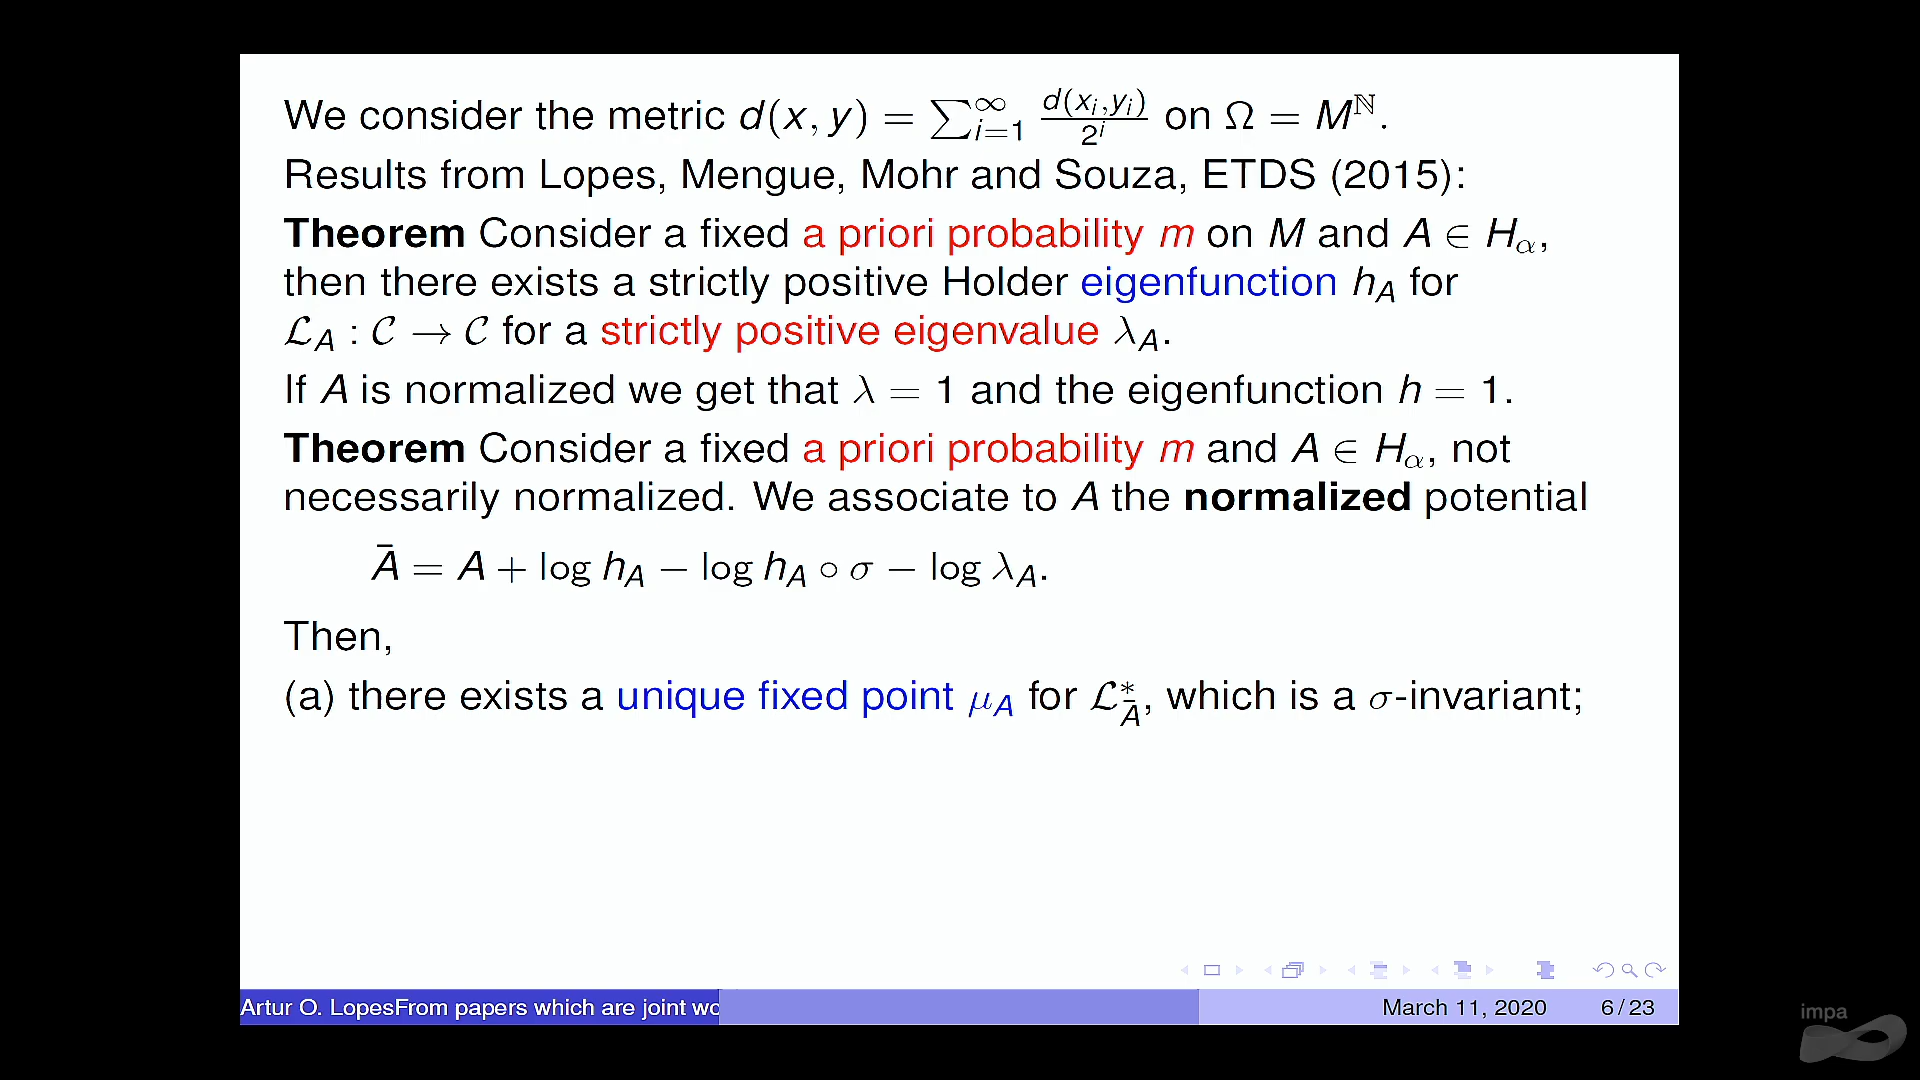 We consider the metric d(x, y) = ∑_{i=1}^{∞} \frac{d(x_i,y_i)}{2^i} on Ω = M^ℕ.
Results from Lopes, Mengue, Mohr and Souza, ETDS (2015):
Theorem Consider a fixed a priori probability m on M and A ∈ H_α,
then there exists a strictly positive Holder eigenfunction h_A for
ℒ_A : 𝒞 → 𝒞 for a strictly positive eigenvalue λ_A.
If A is normalized we get that λ = 1 and the eigenfunction h = 1.
Theorem Consider a fixed a priori probability m and A ∈ H_α, not
necessarily normalized. We associate to A the normalized potential
Ā = A + log h_A − log h_A ∘ σ − log λ_A.
Then,
(a) there exists a unique fixed point μ_A for ℒ*_Ā, which is a σ-invariant;
Artur O. LopesFrom papers which are joint wo
March 11, 2020 6 / 23
impa